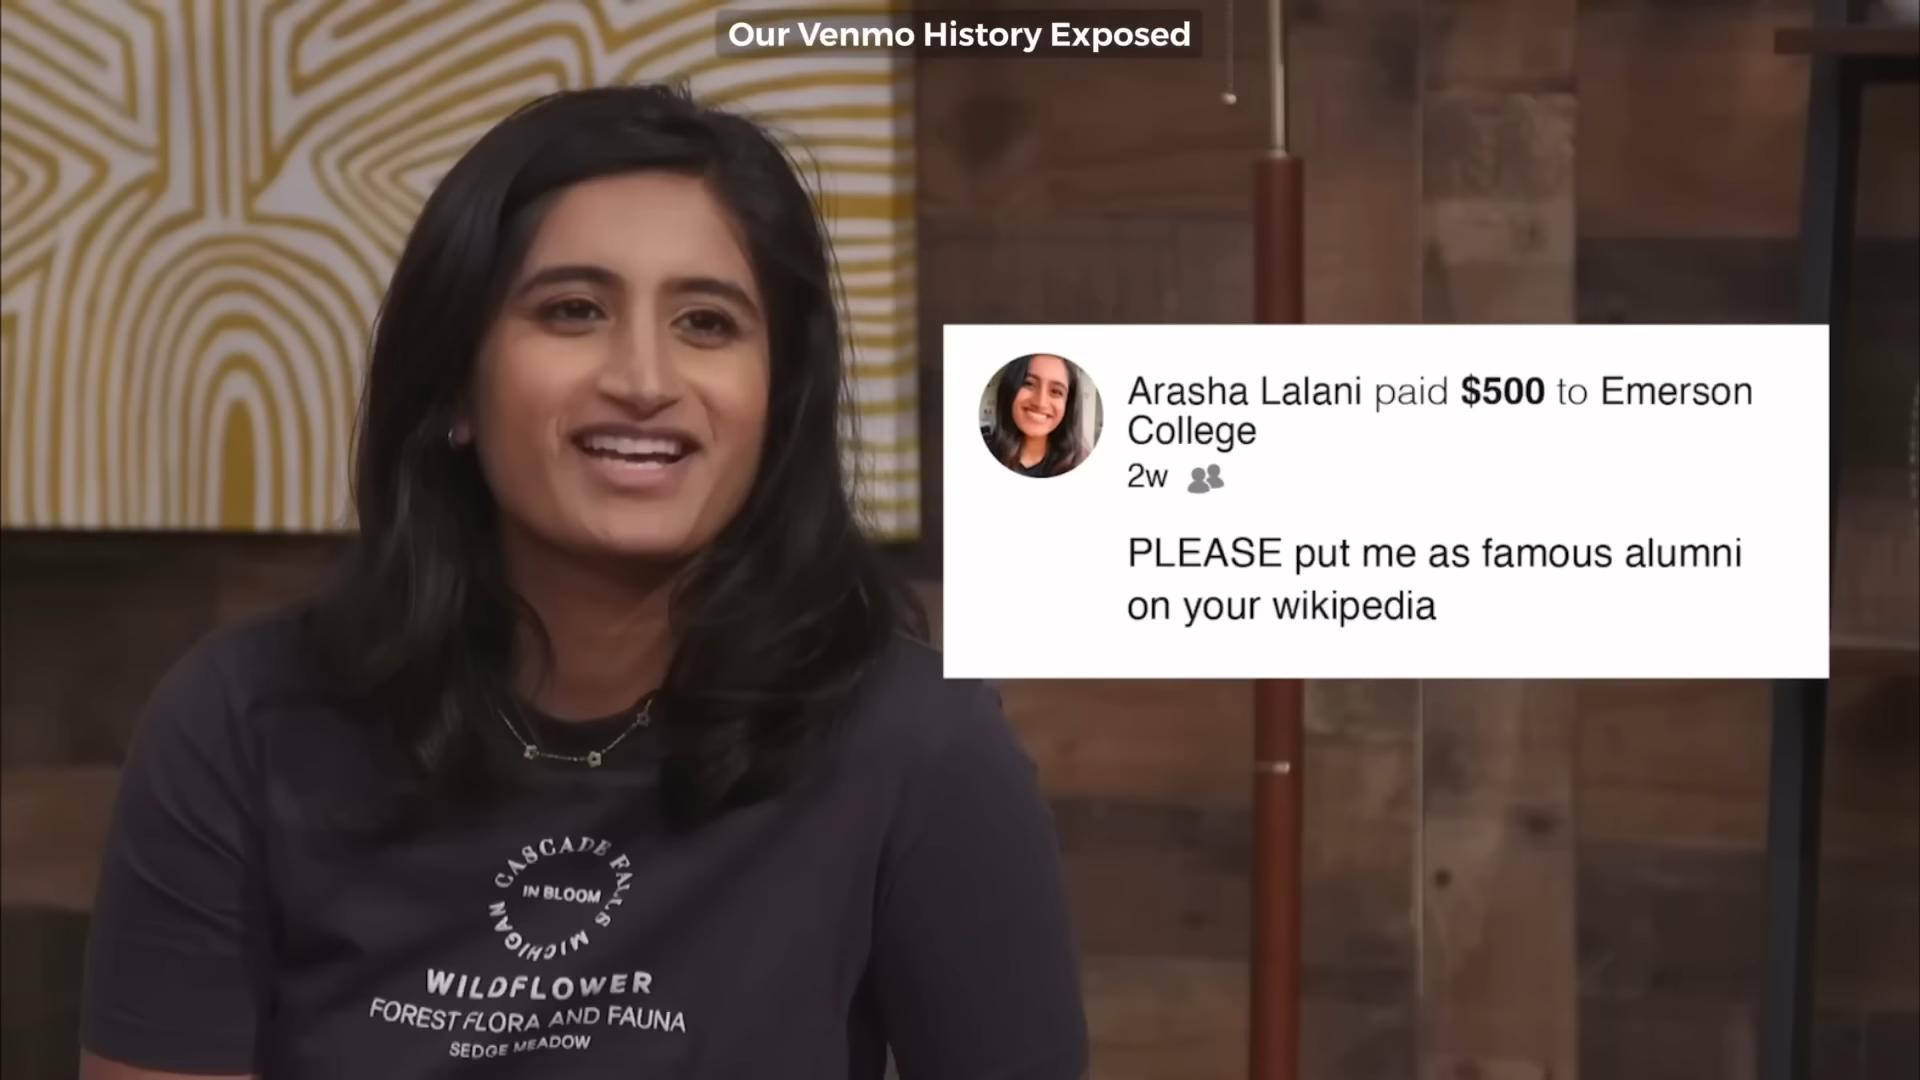 Our Venmo History Exposed
Arasha Lalani paid $500 to Emerson
College
2w
PLEASE put me as famous alumni
on your wikipedia
CASCADE FALLS MICHIGAN
IN BLOOM
WILDFLOWER
FOREST FLORA AND FAUNA
SEDGE MEADOW